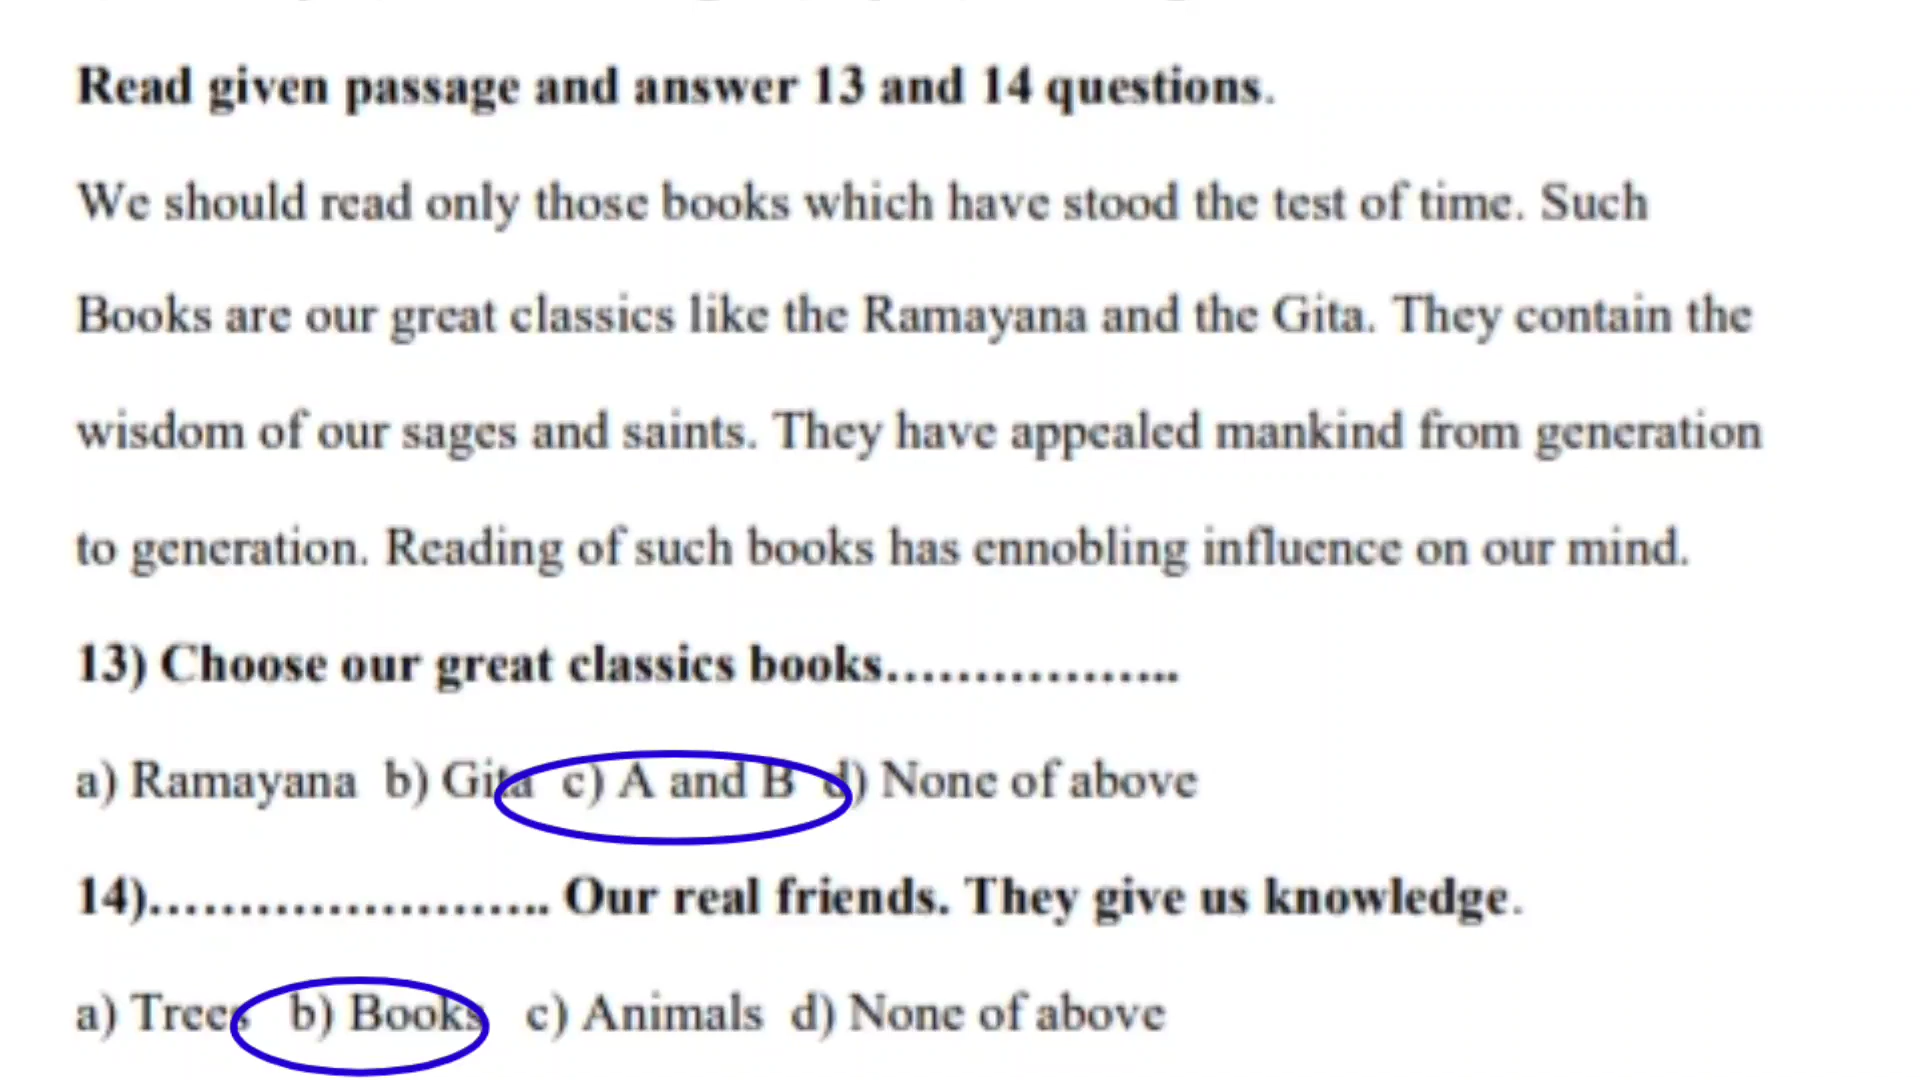 Read given passage and answer 13 and 14 questions.
We should read only those books which have stood the test of time. Such
Books are our great classics like the Ramayana and the Gita. They contain the
wisdom of our sages and saints. They have appealed mankind from generation
to generation. Reading of such books has ennobling influence on our mind.
13) Choose our great classics books……………..
a) Ramayana b) Gita c) A and B d) None of above
14)………………….. Our real friends. They give us knowledge.
a) Trees b) Books c) Animals d) None of above